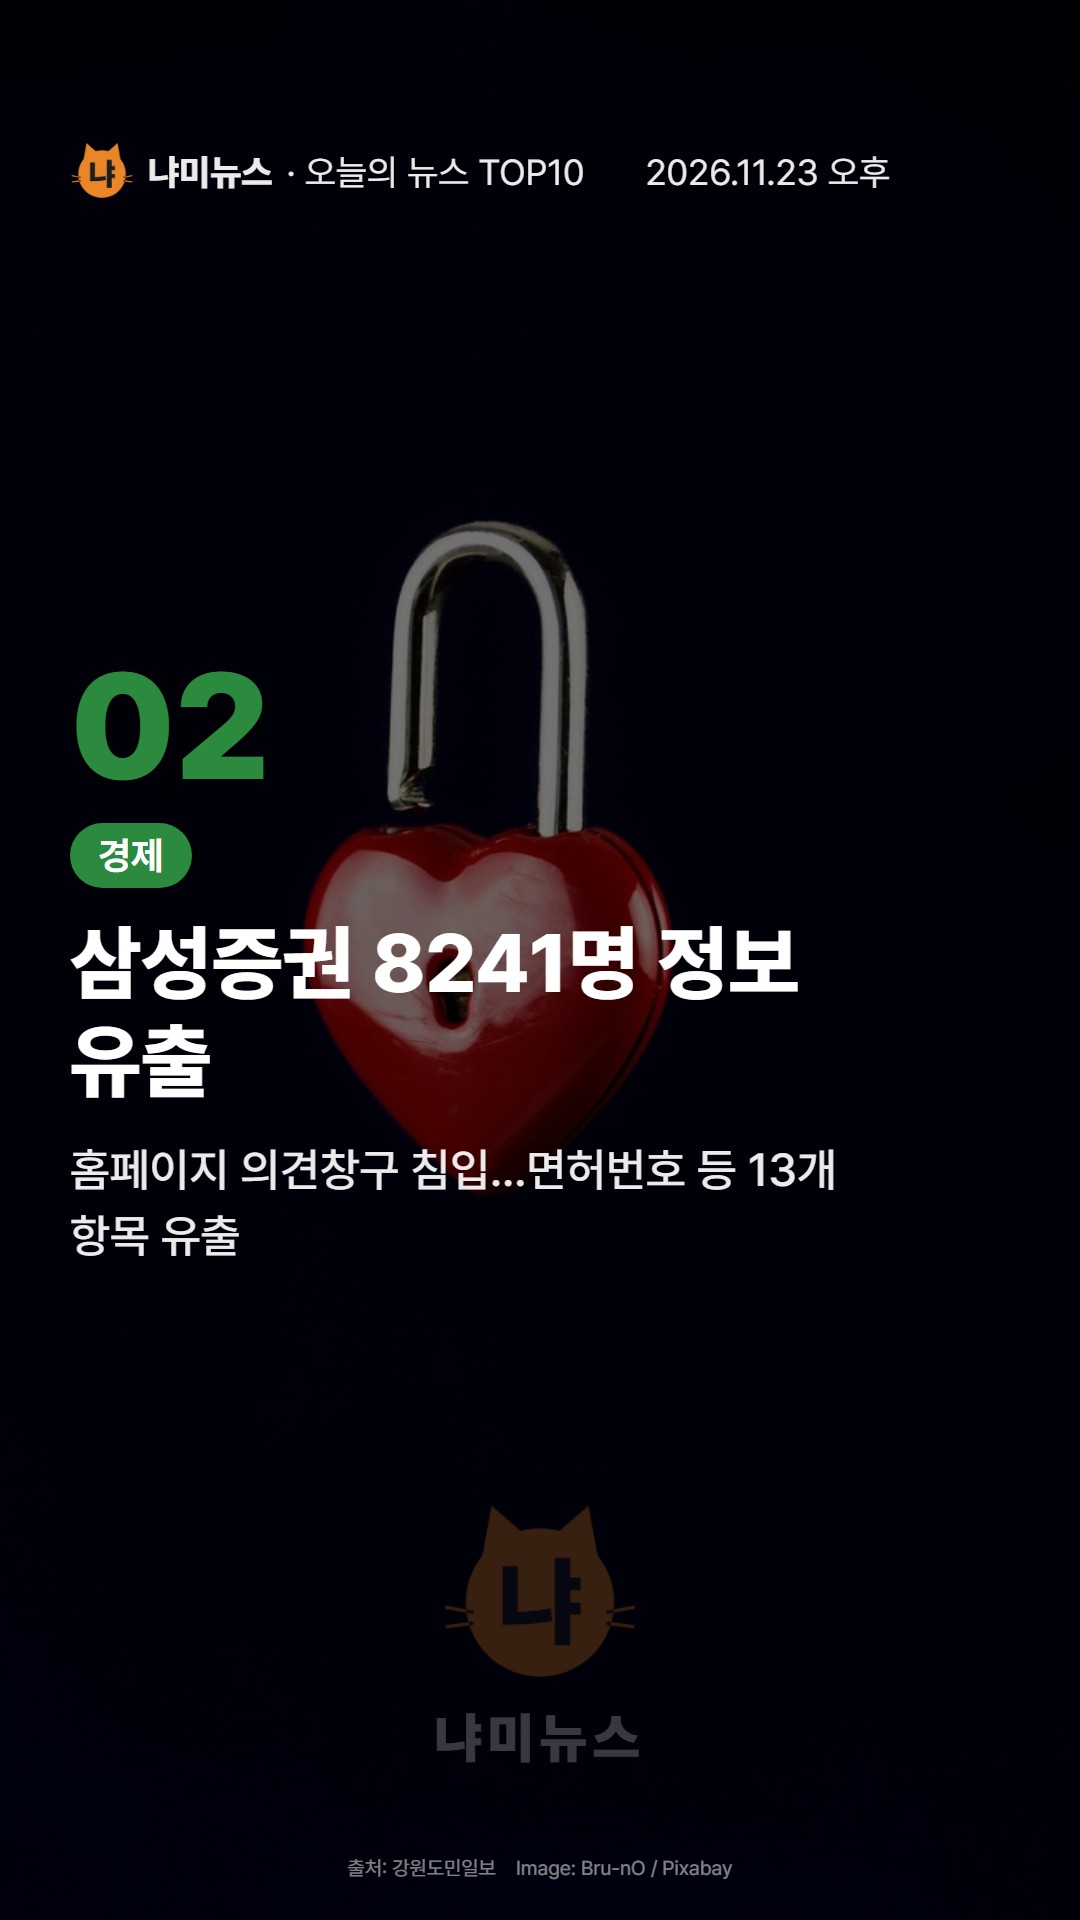 냐 냐미뉴스 · 오늘의 뉴스 TOP10 2026.11.23 오후
02
경제
삼성증권 8241명 정보
유출
홈페이지 의견창구 침입...면허번호 등 13개
항목 유출
냐
냐미뉴스
출처: 강원도민일보 Image: Bru-nO / Pixabay